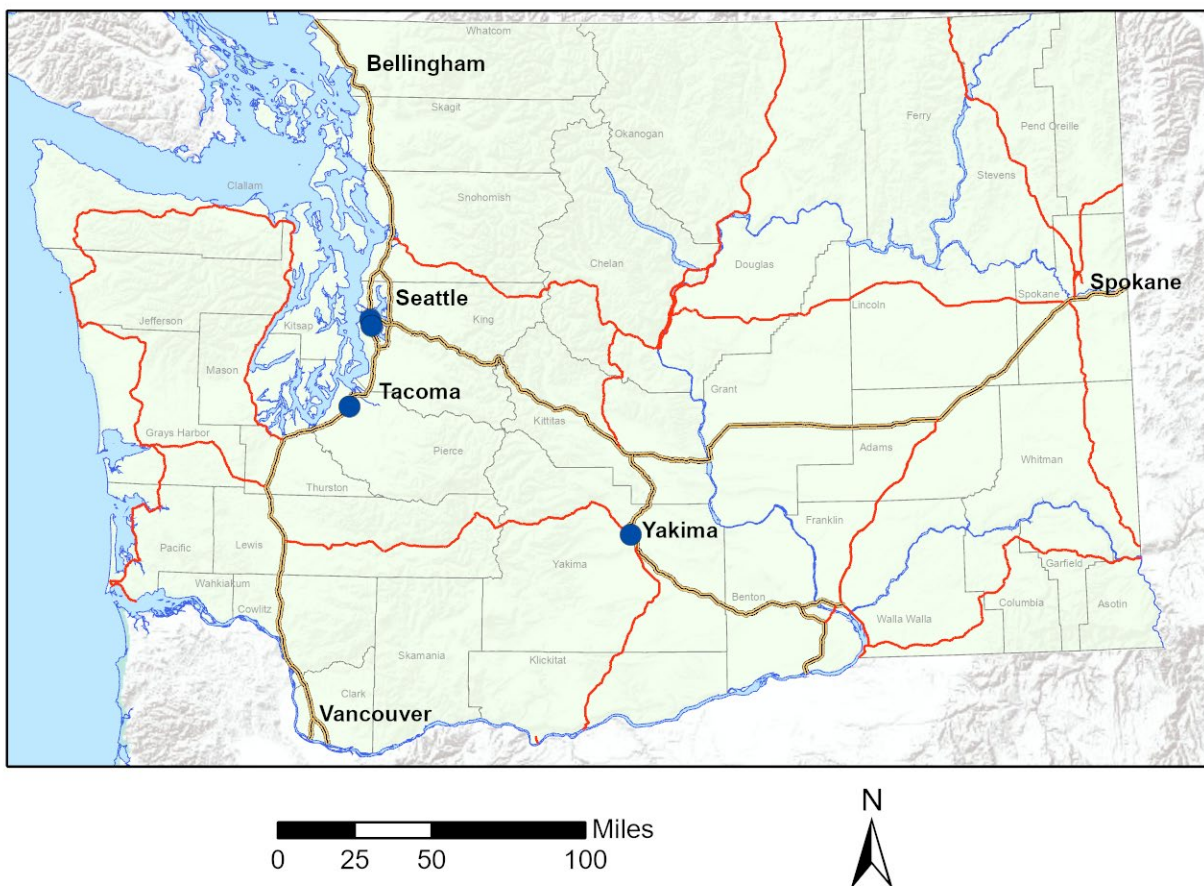 Whatcom
Bellingham
Skagit
Okanogan
Ferry
Pend Oreille
Stevens
Clallam
Snohomish
Chelan
Douglas
Seattle
King
Lincoln
Spokane
Spokane
Jefferson
Kitsap
Mason
Tacoma
Grant
Kittitas
Grays Harbor
Pierce
Adams
Whitman
Thurston
Yakima
Franklin
Pacific
Lewis
Yakima
Garfield
Wahkiakum
Benton
Cowlitz
Columbia
Asotin
Walla Walla
Skamania
Klickitat
Clark
Vancouver
N
Miles
0 25 50 100